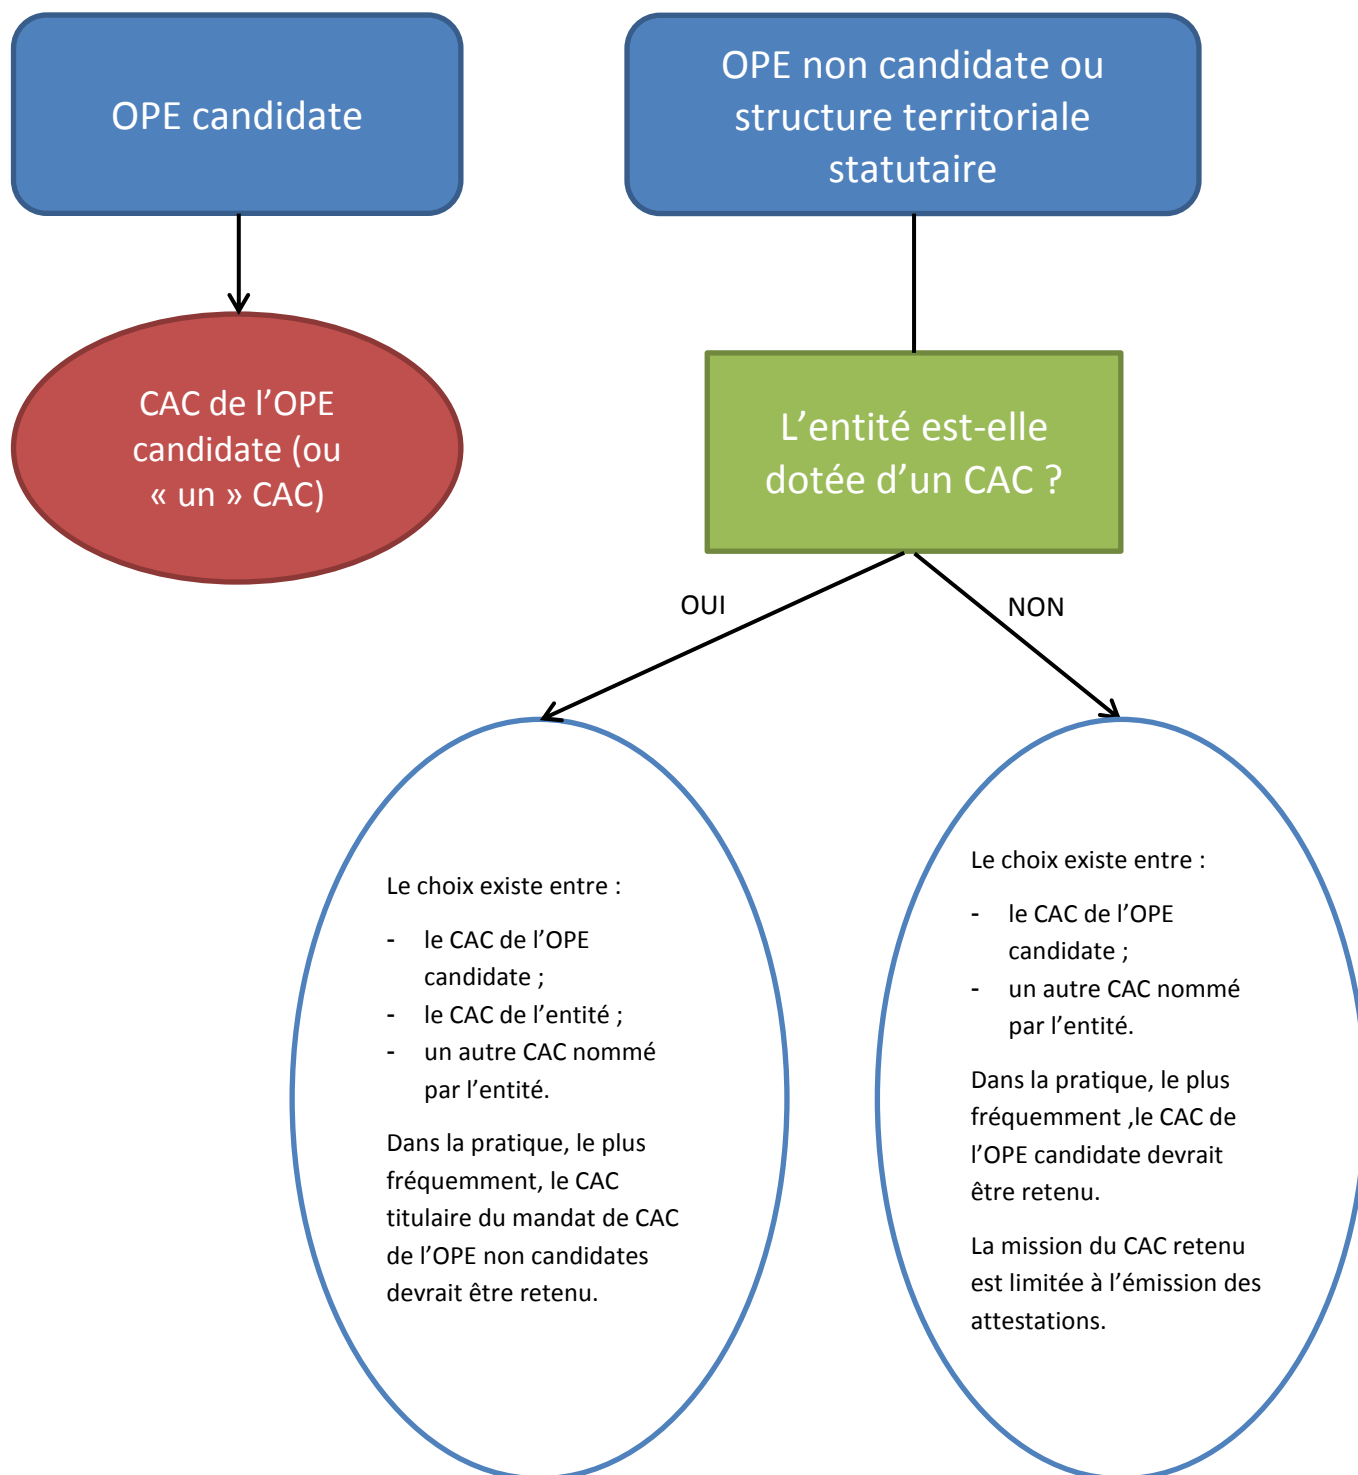 OPE candidate
OPE non candidate ou
structure territoriale
statutaire
CAC de l’OPE
candidate (ou
« un » CAC)
L’entité est-elle
dotée d’un CAC ?
OUI
NON
Le choix existe entre :
- le CAC de l’OPE
candidate ;
- le CAC de l’entité ;
- un autre CAC nommé
par l’entité.
Dans la pratique, le plus
fréquemment, le CAC
titulaire du mandat de CAC
de l’OPE non candidates
devrait être retenu.
Le choix existe entre :
- le CAC de l’OPE
candidate ;
- un autre CAC nommé
par l’entité.
Dans la pratique, le plus
fréquemment ,le CAC de
l’OPE candidate devrait
être retenu.
La mission du CAC retenu
est limitée à l’émission des
attestations.